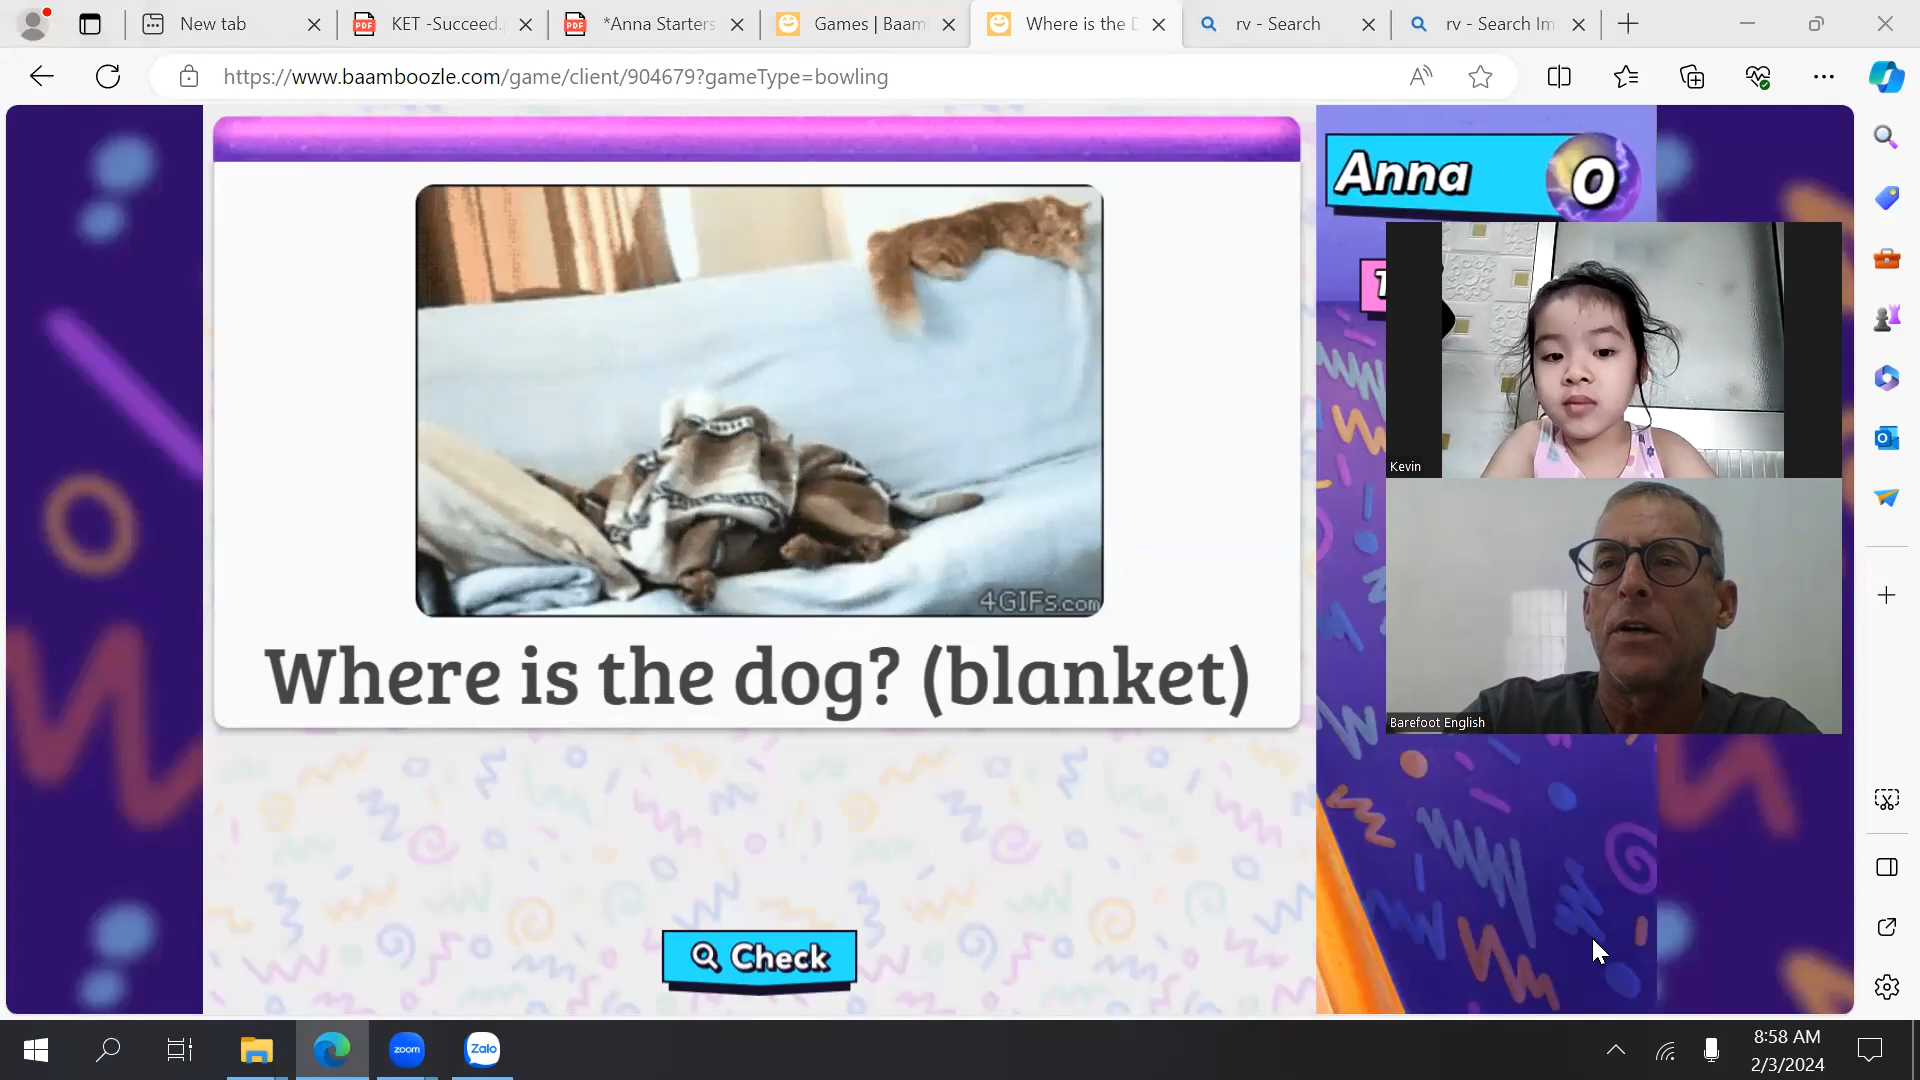 New tab
KET -Succeed.
*Anna Starters
Games | Baam
Where is the D
rv - Search
rv - Search Im
https://www.baamboozle.com/game/client/904679?gameType=bowling
Anna 0
Kevin
4GIFs.com
Where is the dog? (blanket)
Barefoot English
Check
zoom
Zalo
8:58 AM
2/3/2024